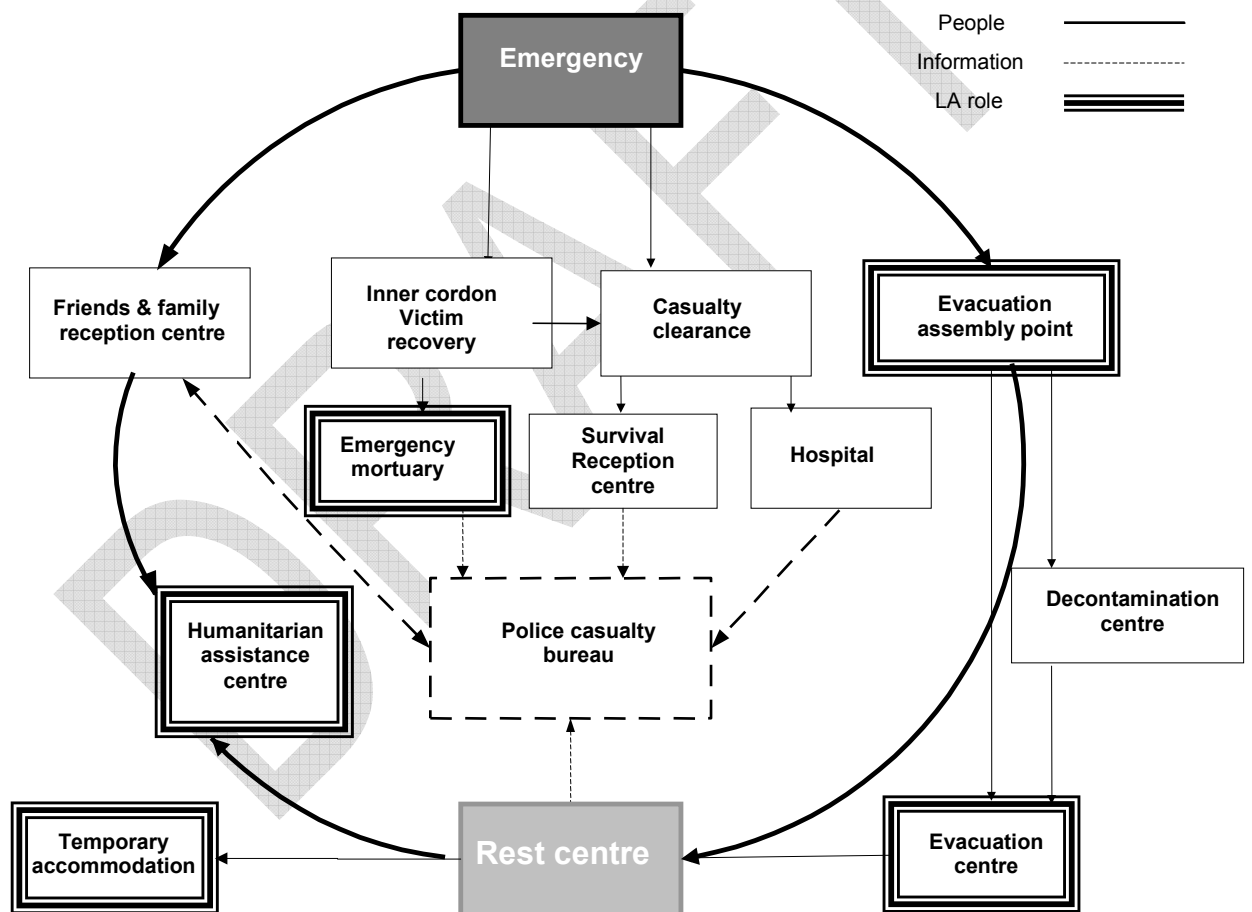 People
Information
LA role
Emergency
Friends & family
reception centre
Inner cordon
Victim
recovery
Casualty
clearance
Evacuation
assembly point
Emergency
mortuary
Survival
Reception
centre
Hospital
Decontamination
centre
Humanitarian
assistance
centre
Police casualty
bureau
Temporary
accommodation
Rest centre
Evacuation
centre
DRAFT